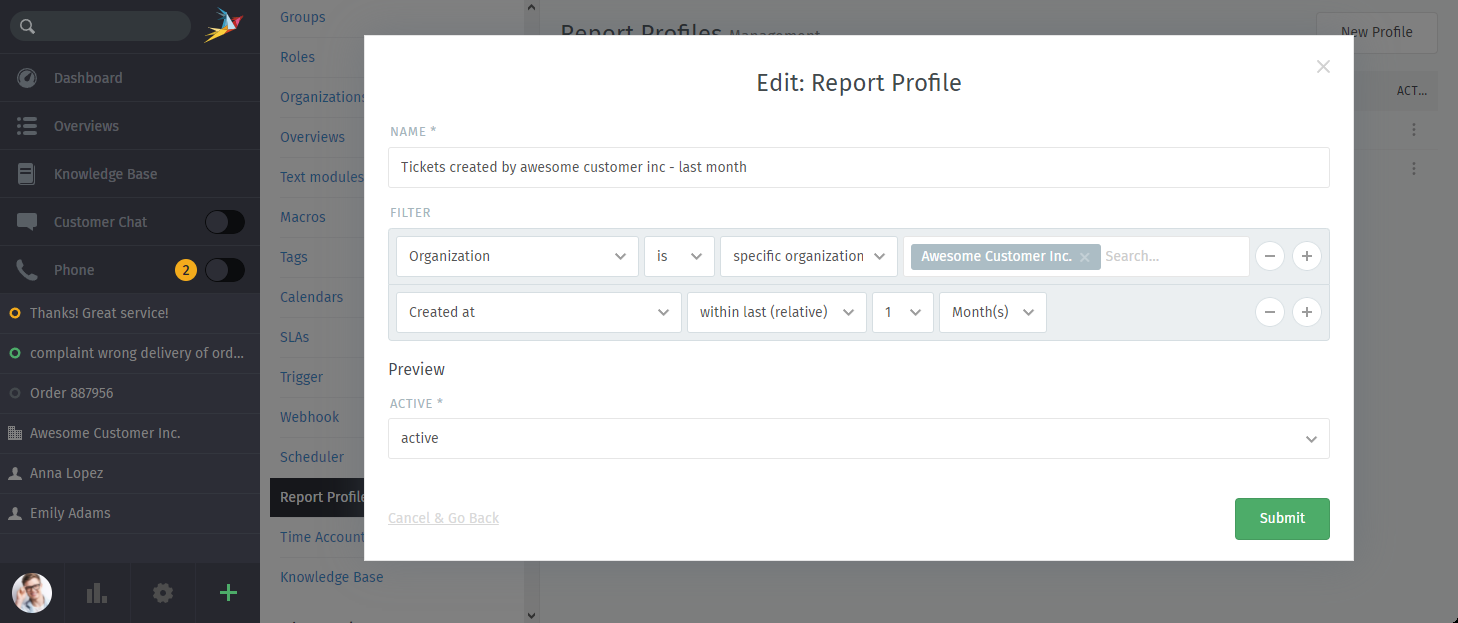 Dashboard
Overviews
Knowledge Base
Customer Chat
Phone 2
Thanks! Great service!
complaint wrong delivery of ord...
Order 887956
Awesome Customer Inc.
Anna Lopez
Emily Adams
Groups
Roles
Organizations
Overviews
Text modules
Macros
Tags
Calendars
SLAs
Trigger
Webhook
Scheduler
Report Profile
Time Account
Knowledge Base
Report Profiles Management
New Profile
ACT...
Edit: Report Profile
NAME *
Tickets created by awesome customer inc - last month
FILTER
Organization is specific organization Awesome Customer Inc. Search...
Created at within last (relative) 1 Month(s)
Preview
ACTIVE *
active
Cancel & Go Back Submit